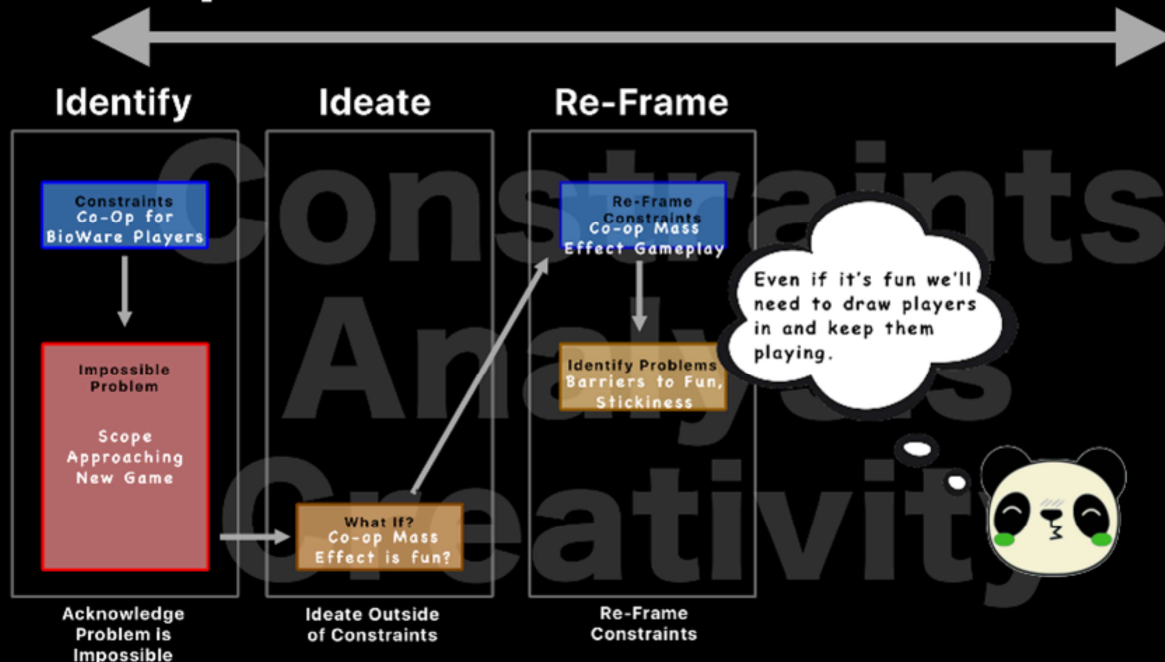 Identify
Ideate
Re-Frame
Constraints
Analysis
Creativity
Constraints
Co-Op for
BioWare Players
Impossible
Problem
Scope
Approaching
New Game
Acknowledge
Problem is
Impossible
What If?
Co-op Mass
Effect is fun?
Ideate Outside
of Constraints
Re-Frame
Constraints
Co-op Mass
Effect Gameplay
Identify Problems
Barriers to Fun,
Stickiness
Re-Frame
Constraints
Even if it's fun we'll
need to draw players
in and keep them
playing.